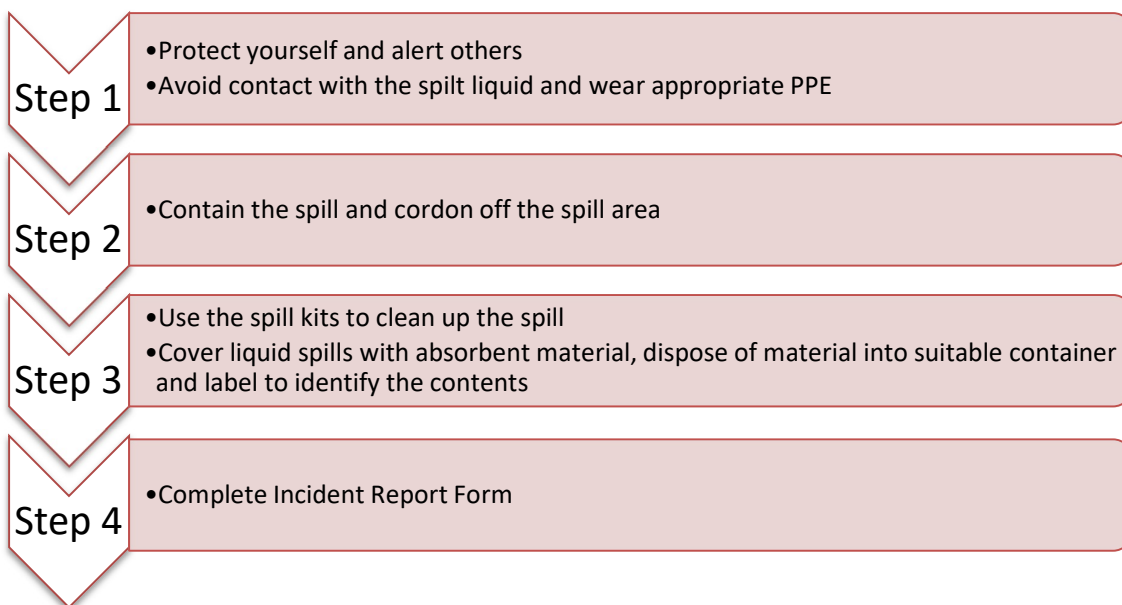 Step 1
•Protect yourself and alert others
•Avoid contact with the spilt liquid and wear appropriate PPE
Step 2
•Contain the spill and cordon off the spill area
Step 3
•Use the spill kits to clean up the spill
•Cover liquid spills with absorbent material, dispose of material into suitable container
and label to identify the contents
Step 4
•Complete Incident Report Form